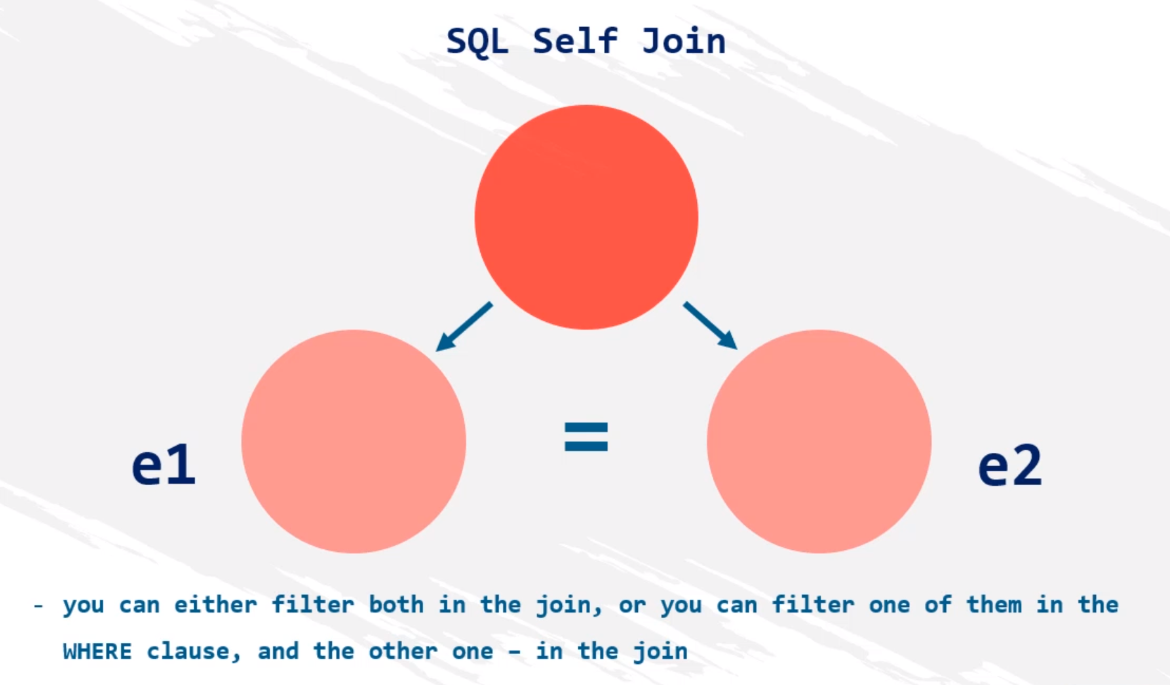 SQL Self Join
=
e1
e2
- you can either filter both in the join, or you can filter one of them in the
WHERE clause, and the other one – in the join